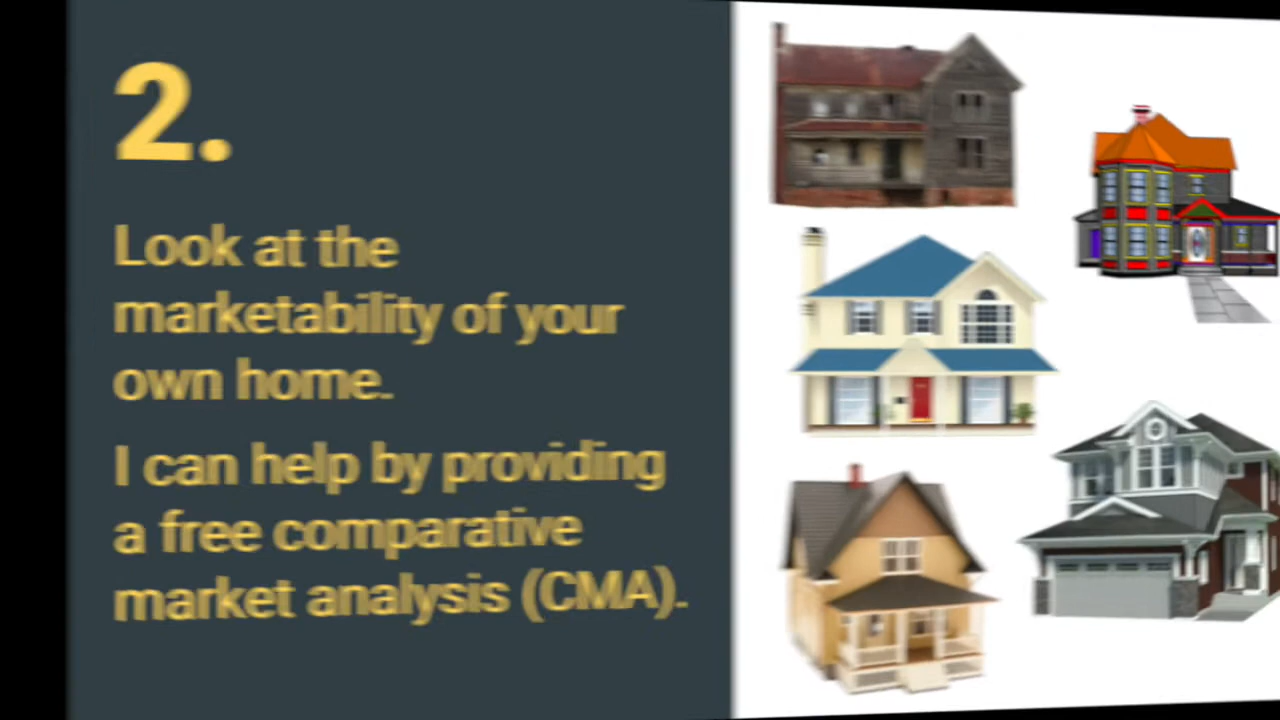 2.
Look at the
marketability of your
own home.
I can help by providing
a free comparative
market analysis (CMA).